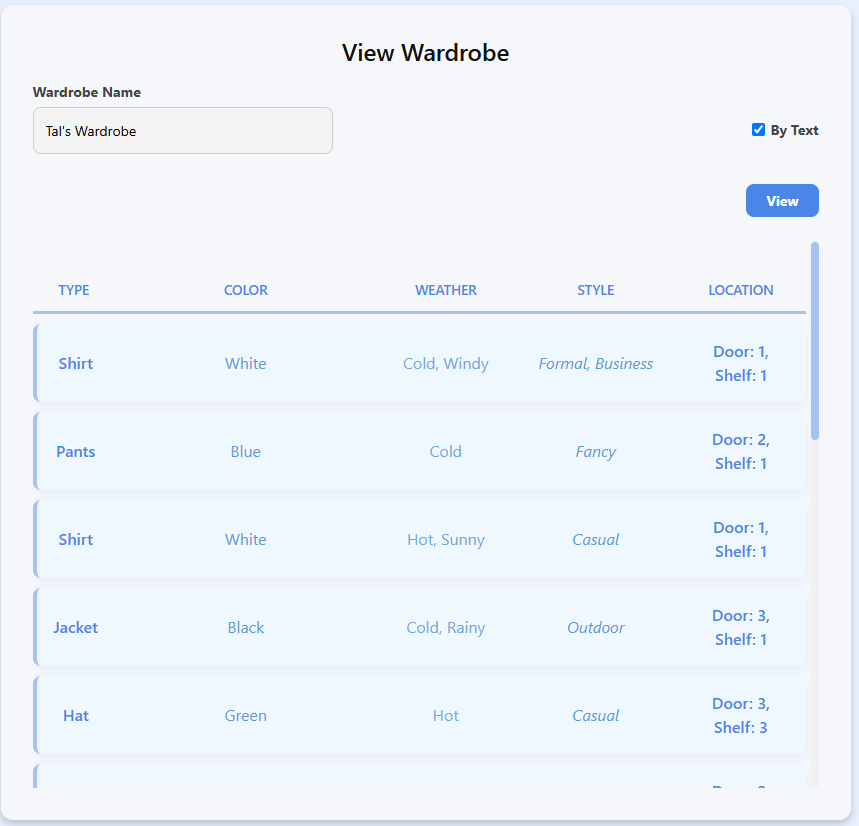 View Wardrobe
Wardrobe Name
Tal's Wardrobe
By Text
View
TYPE COLOR WEATHER STYLE LOCATION
Shirt White Cold, Windy Formal, Business Door: 1,
Shelf: 1
Pants Blue Cold Fancy Door: 2,
Shelf: 1
Shirt White Hot, Sunny Casual Door: 1,
Shelf: 1
Jacket Black Cold, Rainy Outdoor Door: 3,
Shelf: 1
Hat Green Hot Casual Door: 3,
Shelf: 3